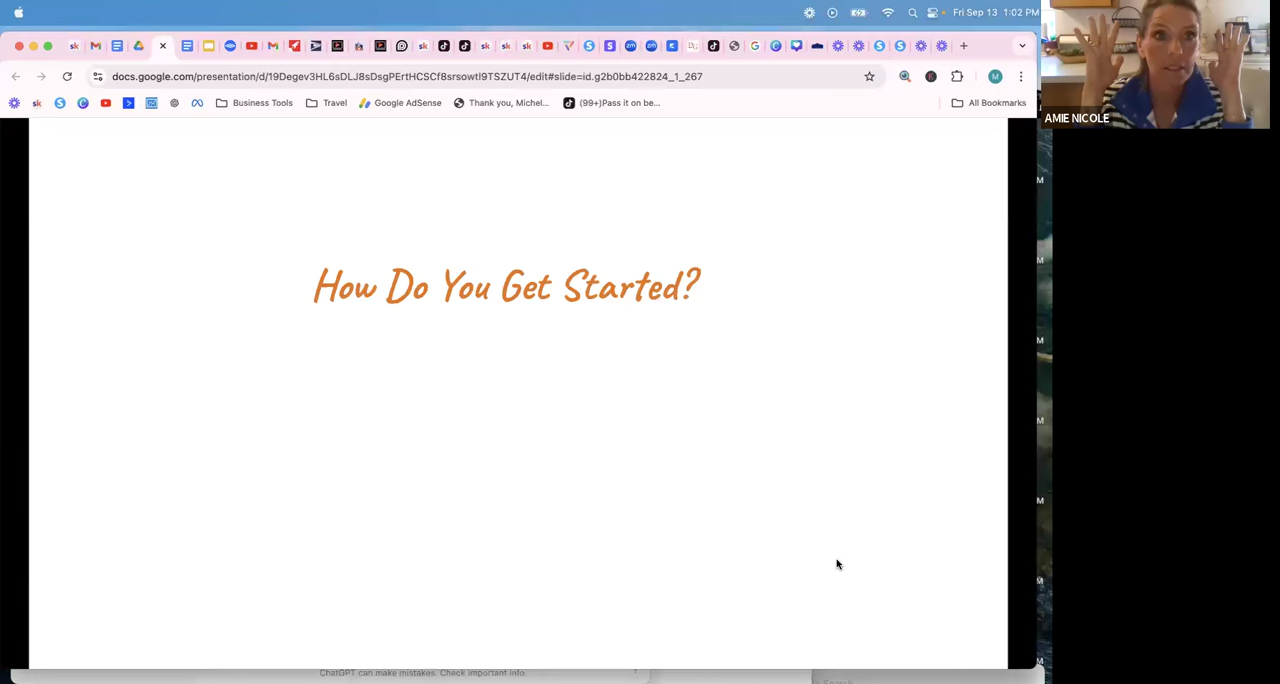 Fri Sep 13 1:02 PM
docs.google.com/presentation/d/19Degev3HL6sDLJ8sDsgPErtHCSCf8srsowtI9TSZUT4/edit#slide=id.g2b0bb422824_1_267
M
Business Tools
Travel
Google AdSense
Thank you, Michel...
(99+)Pass it on be...
All Bookmarks
AMIE NICOLE
How Do You Get Started?
M
M
M
M
M
M
M
ChatGPT can make mistakes. Check important info.
Search